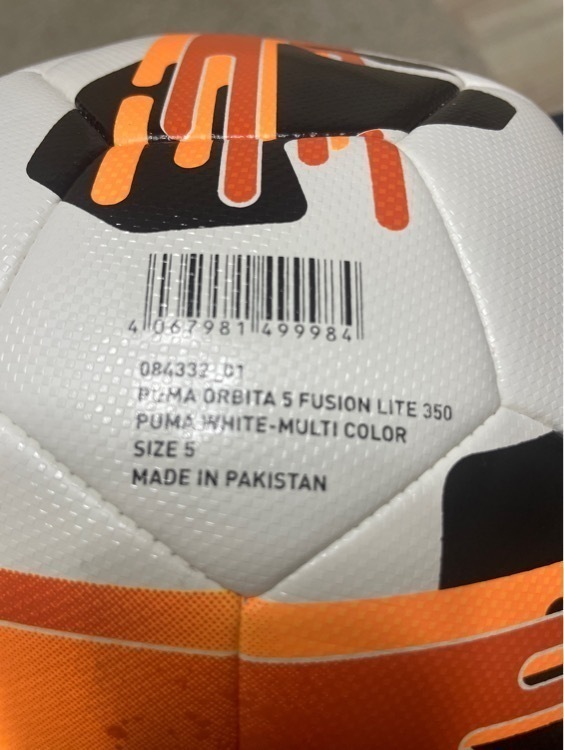 4 067981 499984
084332_01
PUMA ORBITA 5 FUSION LITE 350
PUMA WHITE-MULTI COLOR
SIZE 5
MADE IN PAKISTAN